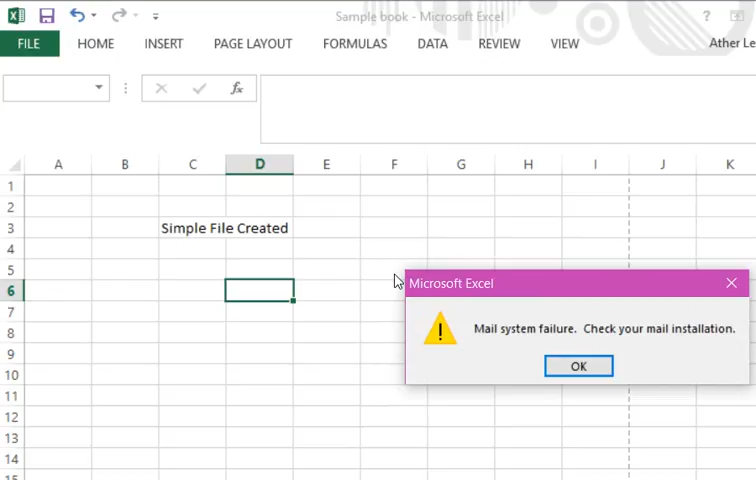 Sample book - Microsoft Excel
?
FILE HOME INSERT PAGE LAYOUT FORMULAS DATA REVIEW VIEW Ather Le
fx
A B C D E F G H I J K
1
2
3 Simple File Created
4
5
6
Microsoft Excel
7
8 Mail system failure. Check your mail installation.
9
10 OK
11
12
13
14
15